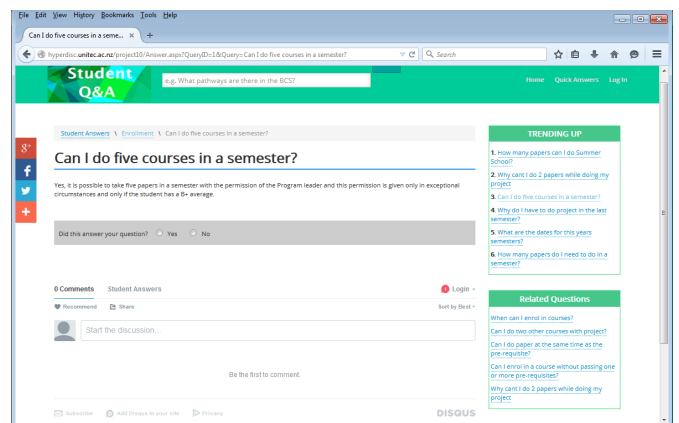 File Edit View History Bookmarks Tools Help
Can I do five courses in a seme... × +
hyperdisc.unitec.ac.nz/project10/Answer.aspx?QueryID=1&Query=Can I do five courses in a semester?
Search
Student
Q&A
e.g. What pathways are there in the BCS?
Home Quick Answers Log In
Student Answers \ Enrollment \ Can I do five courses in a semester?
Can I do five courses in a semester?
Yes, it is possible to take five papers in a semester with the permission of the Program leader and this permission is given only in exceptional
circumstances and only if the student has a B+ average.
Did this answer your question? Yes No
0 Comments Student Answers
1 Login
Recommend Share Sort by Best
Start the discussion...
Be the first to comment.
Subscribe Add Disqus to your site Privacy
DISQUS
TRENDING UP
1. How many papers can I do Summer
School?
2. Why cant I do 2 papers while doing my
project
3. Can I do five courses in a semester?
4. Why do I have to do project in the last
semester?
5. What are the dates for this years
semesters?
6. How many papers do I need to do in a
semester?
Related Questions
When can I enrol in courses?
Can I do two other courses with project?
Can I do paper at the same time as the
pre-requisite?
Can I enrol in a course without passing one
or more pre-requisites?
Why cant I do 2 papers while doing my
project
g+
f